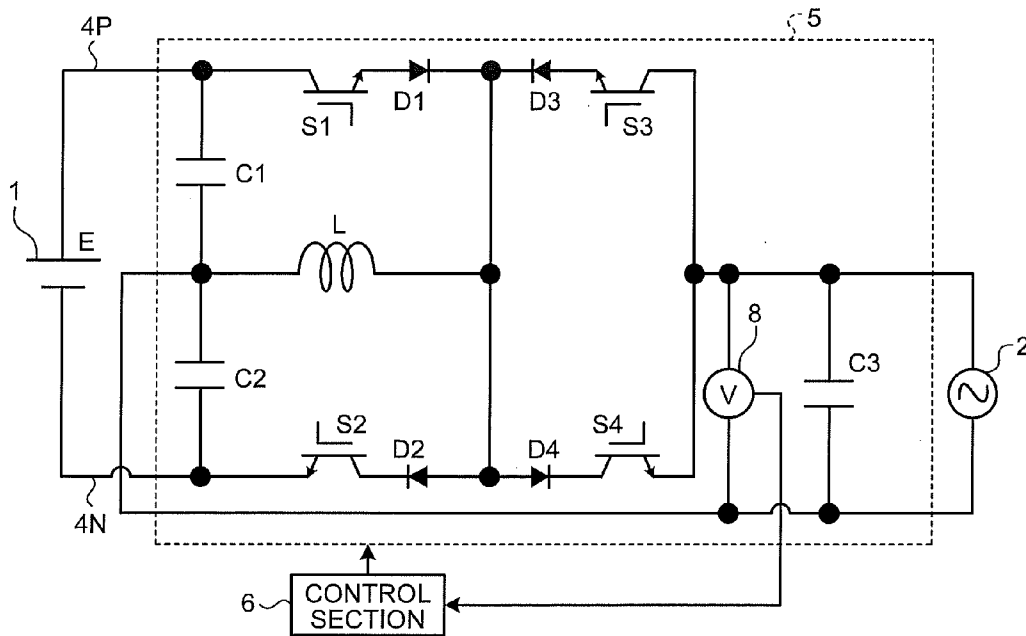 4P
5
D1
D3
S1
S3
C1
1
E
L
8
2
V
C3
C2
S2
S4
D2
D4
4N
6
CONTROL
SECTION